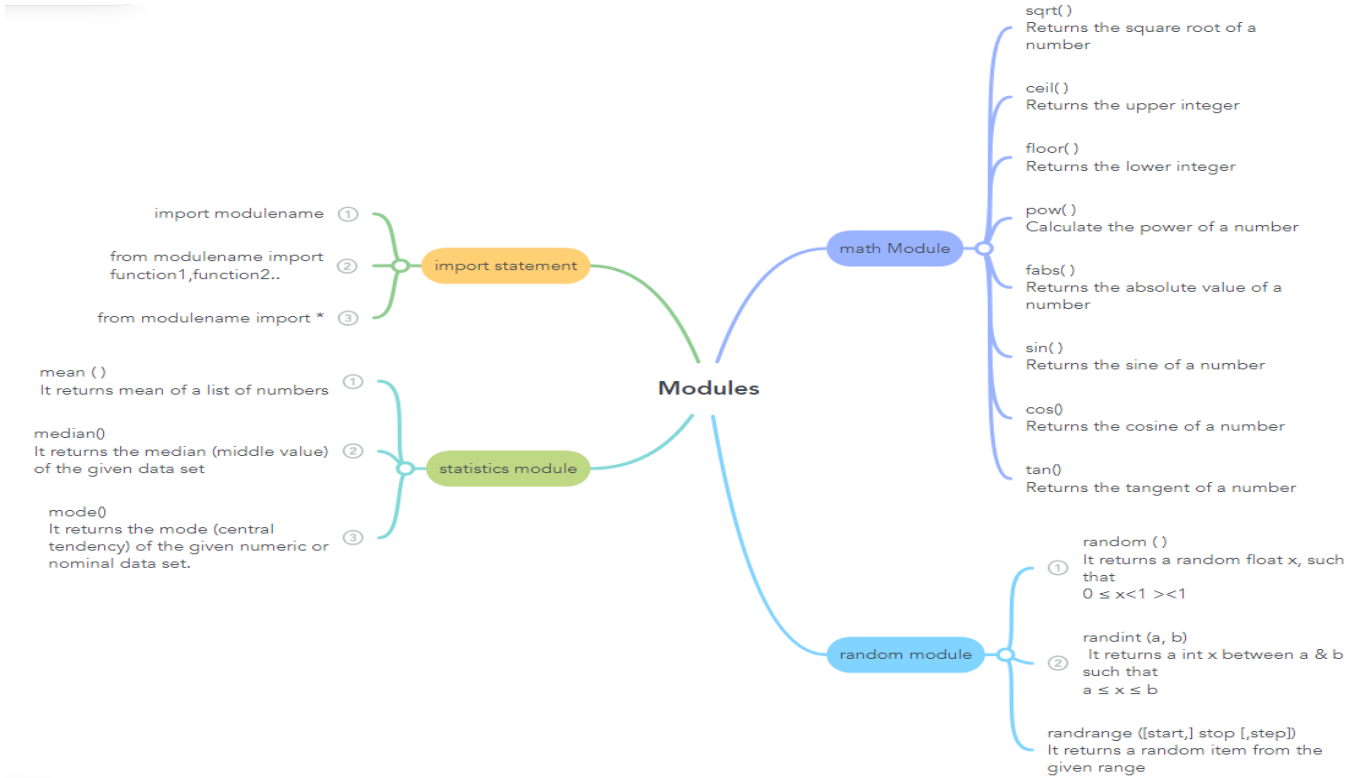 Modules
import statement
1
import modulename
2
from modulename import
function1,function2..
3
from modulename import *
statistics module
1
mean ( )
It returns mean of a list of numbers
2
median()
It returns the median (middle value)
of the given data set
3
mode()
It returns the mode (central
tendency) of the given numeric or
nominal data set.
math Module
sqrt( )
Returns the square root of a
number
ceil( )
Returns the upper integer
floor( )
Returns the lower integer
pow( )
Calculate the power of a number
fabs( )
Returns the absolute value of a
number
sin( )
Returns the sine of a number
cos()
Returns the cosine of a number
tan()
Returns the tangent of a number
random module
1
random ( )
It returns a random float x, such
that
0 ≤ x<1 ><1
2
randint (a, b)
It returns a int x between a & b
such that
a ≤ x ≤ b
randrange ([start,] stop [,step])
It returns a random item from the
given range